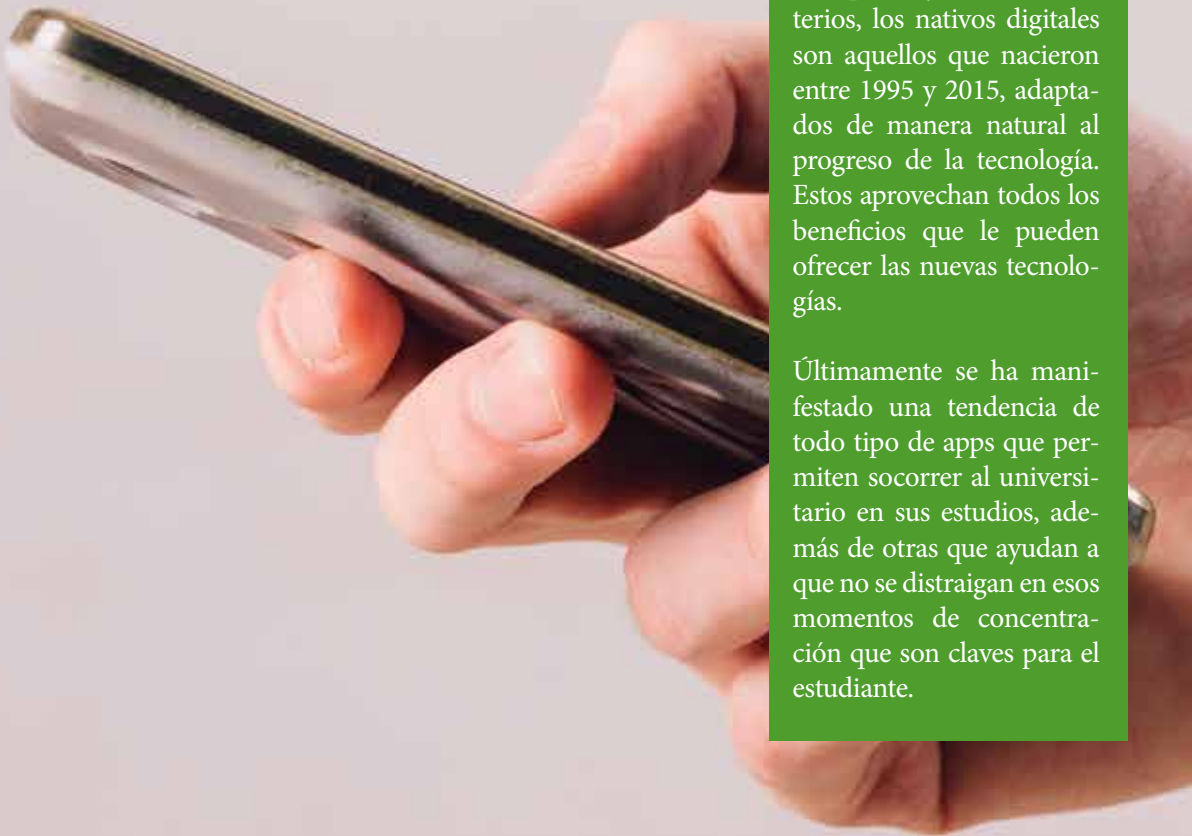 terios, los nativos digitales
son aquellos que nacieron
entre 1995 y 2015, adapta-
dos de manera natural al
progreso de la tecnología.
Estos aprovechan todos los
beneficios que le pueden
ofrecer las nuevas tecnolo-
gías.
Últimamente se ha mani-
festado una tendencia de
todo tipo de apps que per-
miten socorrer al universi-
tario en sus estudios, ade-
más de otras que ayudan a
que no se distraigan en esos
momentos de concentra-
ción que son claves para el
estudiante.